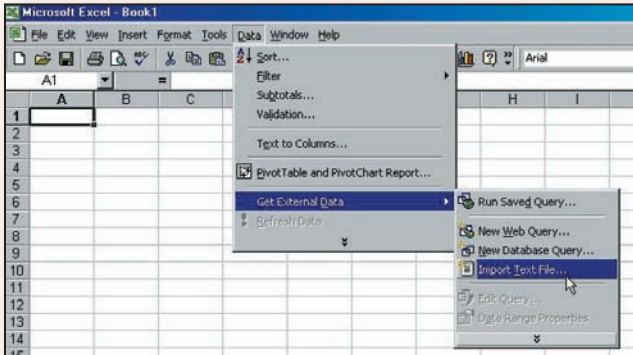 Microsoft Excel - Book1
File Edit View Insert Format Tools Data Window Help
Arial
A1 =
A B C H I
Sort...
Filter
Subtotals...
Validation...
Text to Columns...
PivotTable and PivotChart Report...
Get External Data
Refresh Data
Run Saved Query...
New Web Query...
New Database Query...
Import Text File...
Edit Query...
Data Range Properties
1
2
3
4
5
6
7
8
9
10
11
12
13
14